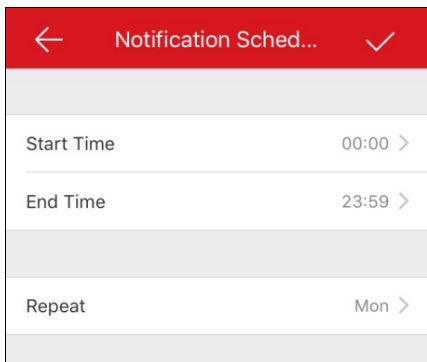 Notification Sched...
Start Time 00:00
End Time 23:59
Repeat Mon